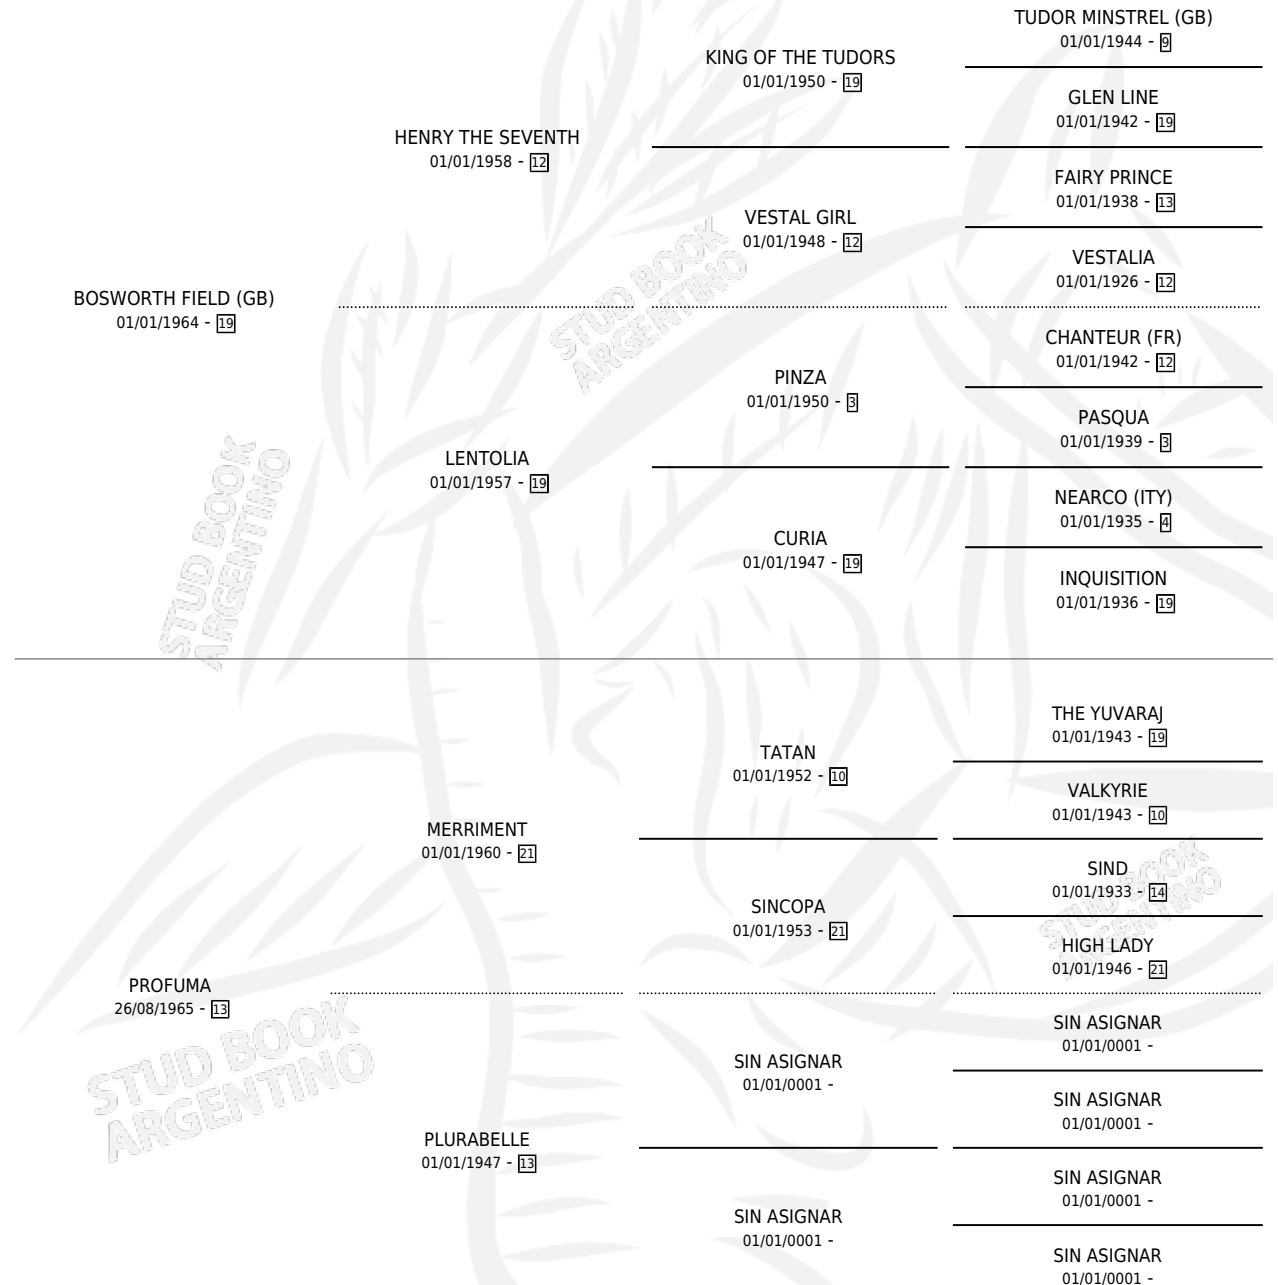 TUDOR MINSTREL (GB)
01/01/1944 - 9
KING OF THE TUDORS
01/01/1950 - 19
GLEN LINE
01/01/1942 - 19
HENRY THE SEVENTH
01/01/1958 - 12
FAIRY PRINCE
01/01/1938 - 13
VESTAL GIRL
01/01/1948 - 12
VESTALIA
01/01/1926 - 12
BOSWORTH FIELD (GB)
01/01/1964 - 19
CHANTEUR (FR)
01/01/1942 - 12
PINZA
01/01/1950 - 3
PASQUA
01/01/1939 - 3
LENTOLIA
01/01/1957 - 19
NEARCO (ITY)
01/01/1935 - 4
CURIA
01/01/1947 - 19
INQUISITION
01/01/1936 - 19
THE YUVARAJ
01/01/1943 - 19
TATAN
01/01/1952 - 10
VALKYRIE
01/01/1943 - 10
MERRIMENT
01/01/1960 - 21
SIND
01/01/1933 - 14
SINCOPA
01/01/1953 - 21
HIGH LADY
01/01/1946 - 21
PROFUMA
26/08/1965 - 13
SIN ASIGNAR
01/01/0001 -
SIN ASIGNAR
01/01/0001 -
SIN ASIGNAR
01/01/0001 -
PLURABELLE
01/01/1947 - 13
SIN ASIGNAR
01/01/0001 -
SIN ASIGNAR
01/01/0001 -
SIN ASIGNAR
01/01/0001 -
STUD BOOK
ARGENTINO
STUD BOOK
ARGENTINO
STUD BOOK
ARGENTINO
STUD BOOK
ARGENTINO